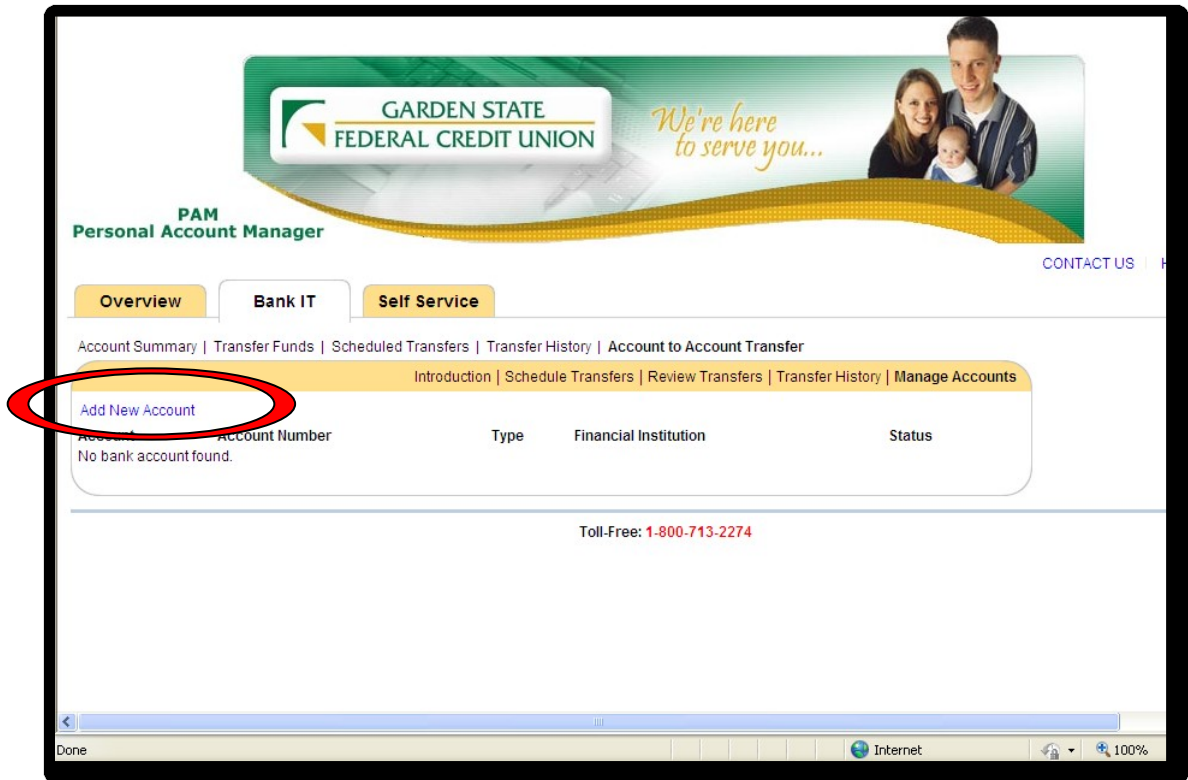 GARDEN STATE
FEDERAL CREDIT UNION
We're here
to serve you...
PAM
Personal Account Manager
CONTACT US
Overview
Bank IT
Self Service
Account Summary | Transfer Funds | Scheduled Transfers | Transfer History | Account to Account Transfer
Introduction | Schedule Transfers | Review Transfers | Transfer History | Manage Accounts
Add New Account
Account Account Number Type Financial Institution Status
No bank account found.
Toll-Free: 1-800-713-2274
Done Internet 100%